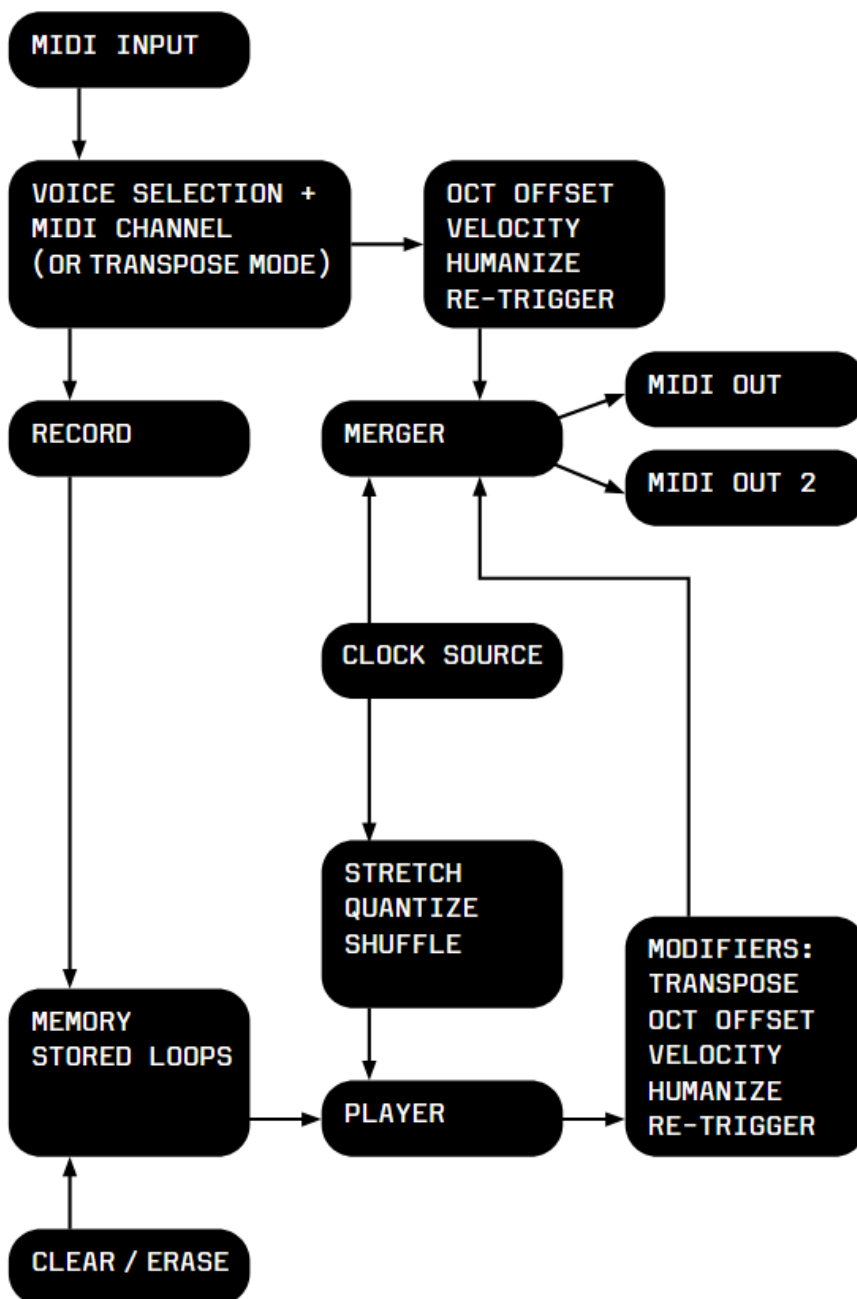 MIDI INPUT
VOICE SELECTION +
MIDI CHANNEL
(OR TRANSPOSE MODE)
OCT OFFSET
VELOCITY
HUMANIZE
RE-TRIGGER
RECORD
MERGER
MIDI OUT
MIDI OUT 2
CLOCK SOURCE
STRETCH
QUANTIZE
SHUFFLE
MEMORY
STORED LOOPS
PLAYER
MODIFIERS:
TRANSPOSE
OCT OFFSET
VELOCITY
HUMANIZE
RE-TRIGGER
CLEAR / ERASE